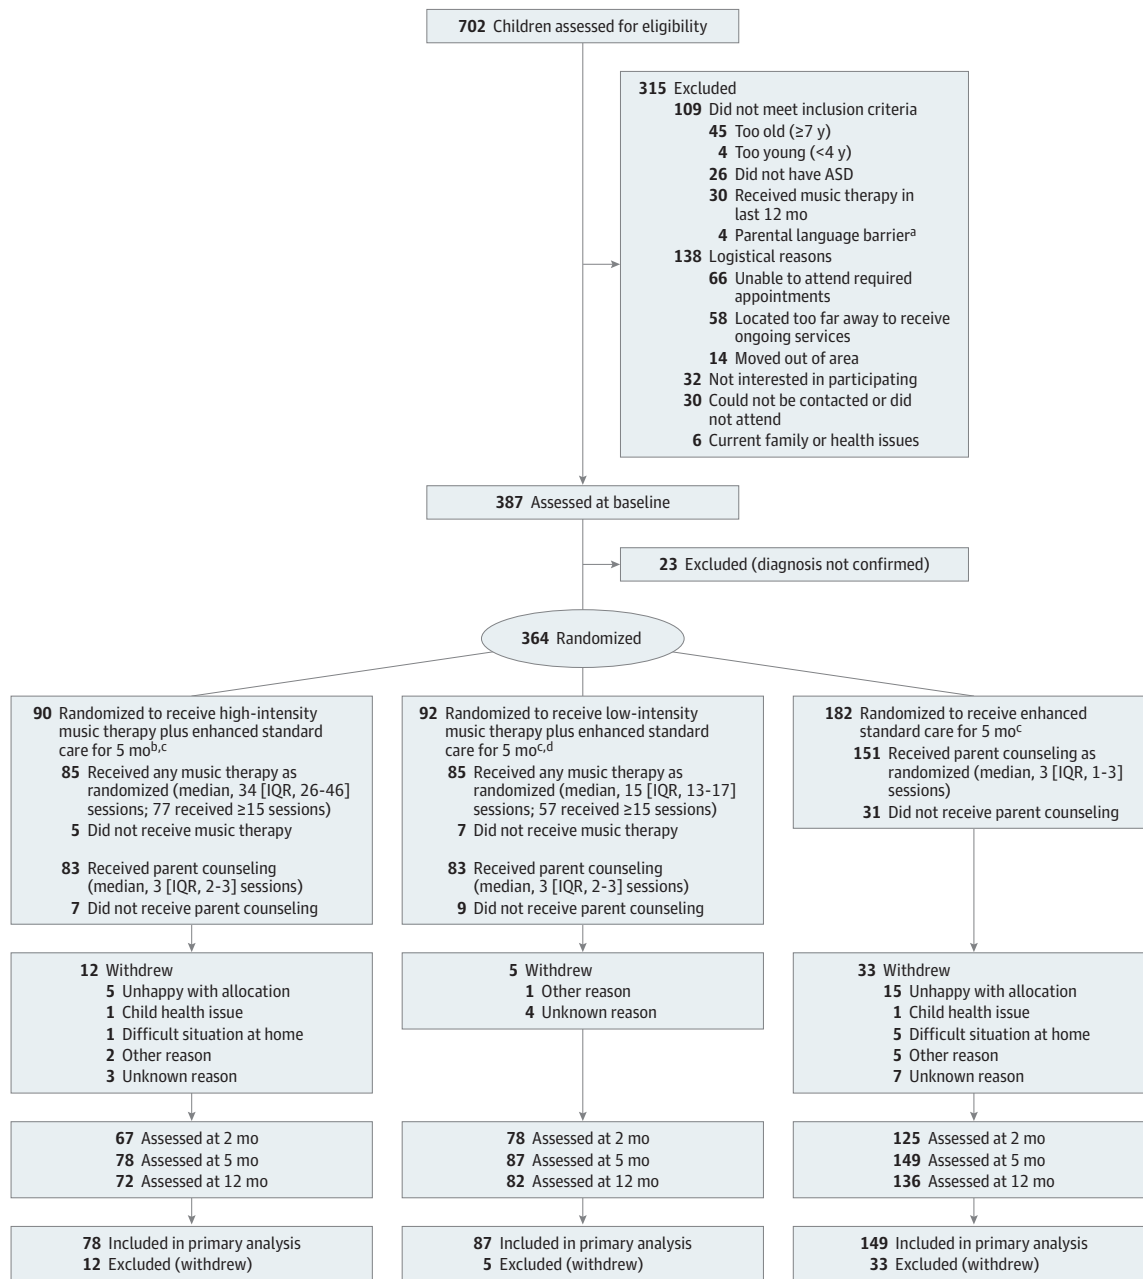 702 Children assessed for eligibility
315 Excluded
109 Did not meet inclusion criteria
45 Too old (≥7 y)
4 Too young (<4 y)
26 Did not have ASD
30 Received music therapy in
last 12 mo
4 Parental language barrierᵃ
138 Logistical reasons
66 Unable to attend required
appointments
58 Located too far away to receive
ongoing services
14 Moved out of area
32 Not interested in participating
30 Could not be contacted or did
not attend
6 Current family or health issues
387 Assessed at baseline
23 Excluded (diagnosis not confirmed)
364 Randomized
90 Randomized to receive high-intensity
music therapy plus enhanced standard
care for 5 moᵇ,ᶜ
85 Received any music therapy as
randomized (median, 34 [IQR, 26-46]
sessions; 77 received ≥15 sessions)
5 Did not receive music therapy
83 Received parent counseling
(median, 3 [IQR, 2-3] sessions)
7 Did not receive parent counseling
92 Randomized to receive low-intensity
music therapy plus enhanced standard
care for 5 moᶜ,ᵈ
85 Received any music therapy as
randomized (median, 15 [IQR, 13-17]
sessions; 57 received ≥15 sessions)
7 Did not receive music therapy
83 Received parent counseling
(median, 3 [IQR, 2-3] sessions)
9 Did not receive parent counseling
182 Randomized to receive enhanced
standard care for 5 moᶜ
151 Received parent counseling as
randomized (median, 3 [IQR, 1-3]
sessions)
31 Did not receive parent counseling
12 Withdrew
5 Unhappy with allocation
1 Child health issue
1 Difficult situation at home
2 Other reason
3 Unknown reason
5 Withdrew
1 Other reason
4 Unknown reason
33 Withdrew
15 Unhappy with allocation
1 Child health issue
5 Difficult situation at home
5 Other reason
7 Unknown reason
67 Assessed at 2 mo
78 Assessed at 5 mo
72 Assessed at 12 mo
78 Assessed at 2 mo
87 Assessed at 5 mo
82 Assessed at 12 mo
125 Assessed at 2 mo
149 Assessed at 5 mo
136 Assessed at 12 mo
78 Included in primary analysis
12 Excluded (withdrew)
87 Included in primary analysis
5 Excluded (withdrew)
149 Included in primary analysis
33 Excluded (withdrew)